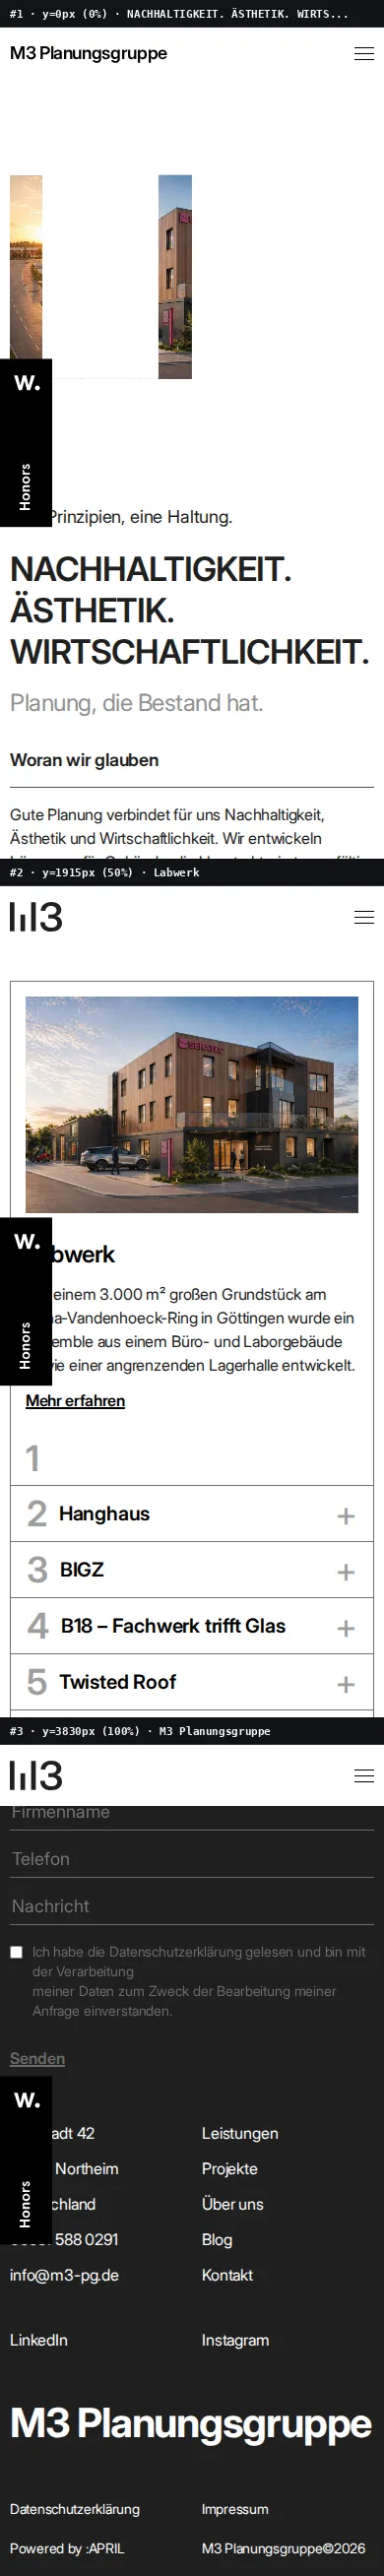 #1 · y=0px (0%) · NACHHALTIGKEIT. ÄSTHETIK. WIRTS...
M3 Planungsgruppe
W.
Honors
Prinzipien, eine Haltung.
NACHHALTIGKEIT.
ÄSTHETIK.
WIRTSCHAFTLICHKEIT.
Planung, die Bestand hat.
Woran wir glauben
Gute Planung verbindet für uns Nachhaltigkeit,
Ästhetik und Wirtschaftlichkeit. Wir entwickeln
#2 · y=1915px (50%) · Labwerk
M3
SERATEC
W.
Honors
bwerk
einem 3.000 m² großen Grundstück am
na-Vandenhoeck-Ring in Göttingen wurde ein
emble aus einem Büro- und Laborgebäude
ie einer angrenzenden Lagerhalle entwickelt.
Mehr erfahren
1
2 Hanghaus +
3 BIGZ +
4 B18 – Fachwerk trifft Glas +
5 Twisted Roof +
#3 · y=3830px (100%) · M3 Planungsgruppe
M3
Firmenname
Telefon
Nachricht
Ich habe die Datenschutzerklärung gelesen und bin mit
der Verarbeitung
meiner Daten zum Zweck der Bearbeitung meiner
Anfrage einverstanden.
Senden
W.
Honors
adt 42
Leistungen
Northeim
Projekte
chland
Über uns
588 0291
Blog
info@m3-pg.de
Kontakt
LinkedIn
Instagram
M3 Planungsgruppe
Datenschutzerklärung
Impressum
Powered by :APRIL
M3 Planungsgruppe©2026